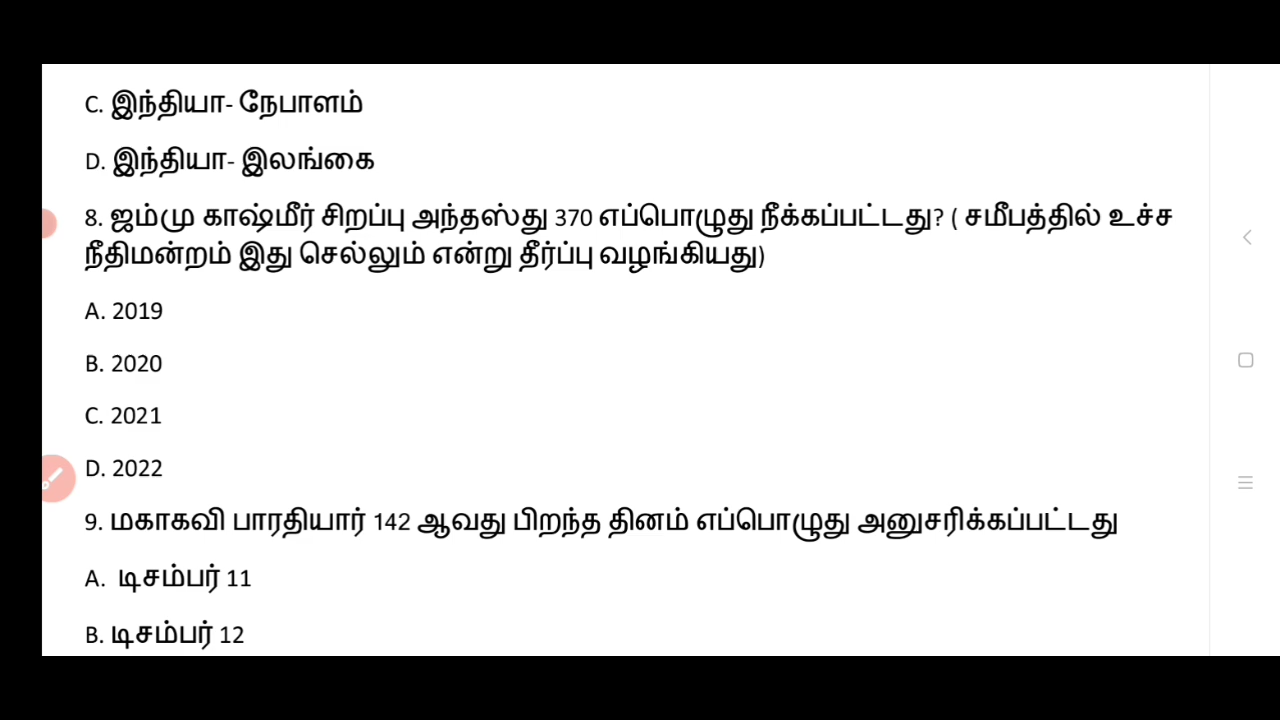 C. இந்தியா- நேபாளம்
D. இந்தியா- இலங்கை
8. ஜம்மு காஷ்மீர் சிறப்பு அந்தஸ்து 370 எப்பொழுது நீக்கப்பட்டது? ( சமீபத்தில் உச்ச
நீதிமன்றம் இது செல்லும் என்று தீர்ப்பு வழங்கியது)
A. 2019
B. 2020
C. 2021
D. 2022
9. மகாகவி பாரதியார் 142 ஆவது பிறந்த தினம் எப்பொழுது அனுசரிக்கப்பட்டது
A. டிசம்பர் 11
B. டிசம்பர் 12